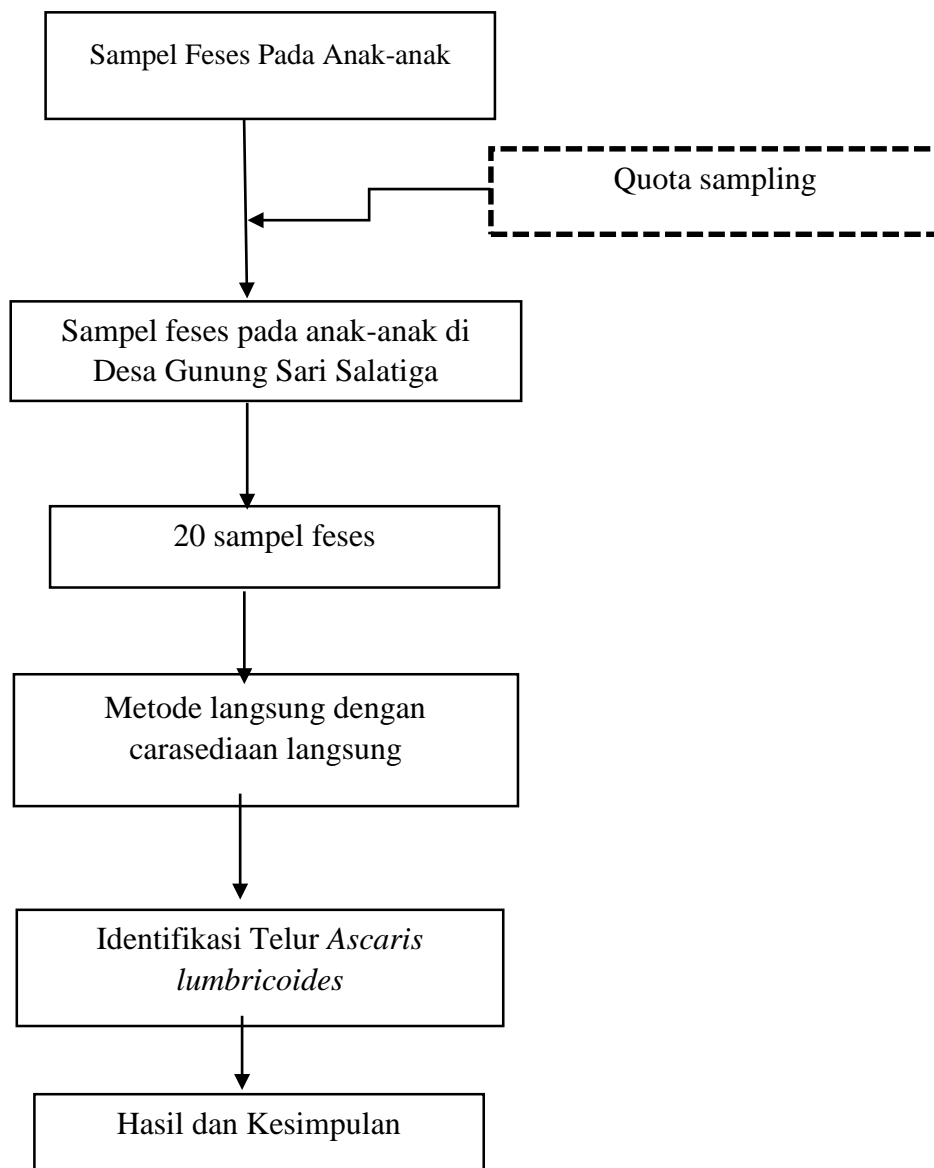 Sampel Feses Pada Anak-anak
Quota sampling
Sampel feses pada anak-anak di
Desa Gunung Sari Salatiga
20 sampel feses
Metode langsung dengan
carasediaan langsung
Identifikasi Telur Ascaris
lumbricoides
Hasil dan Kesimpulan